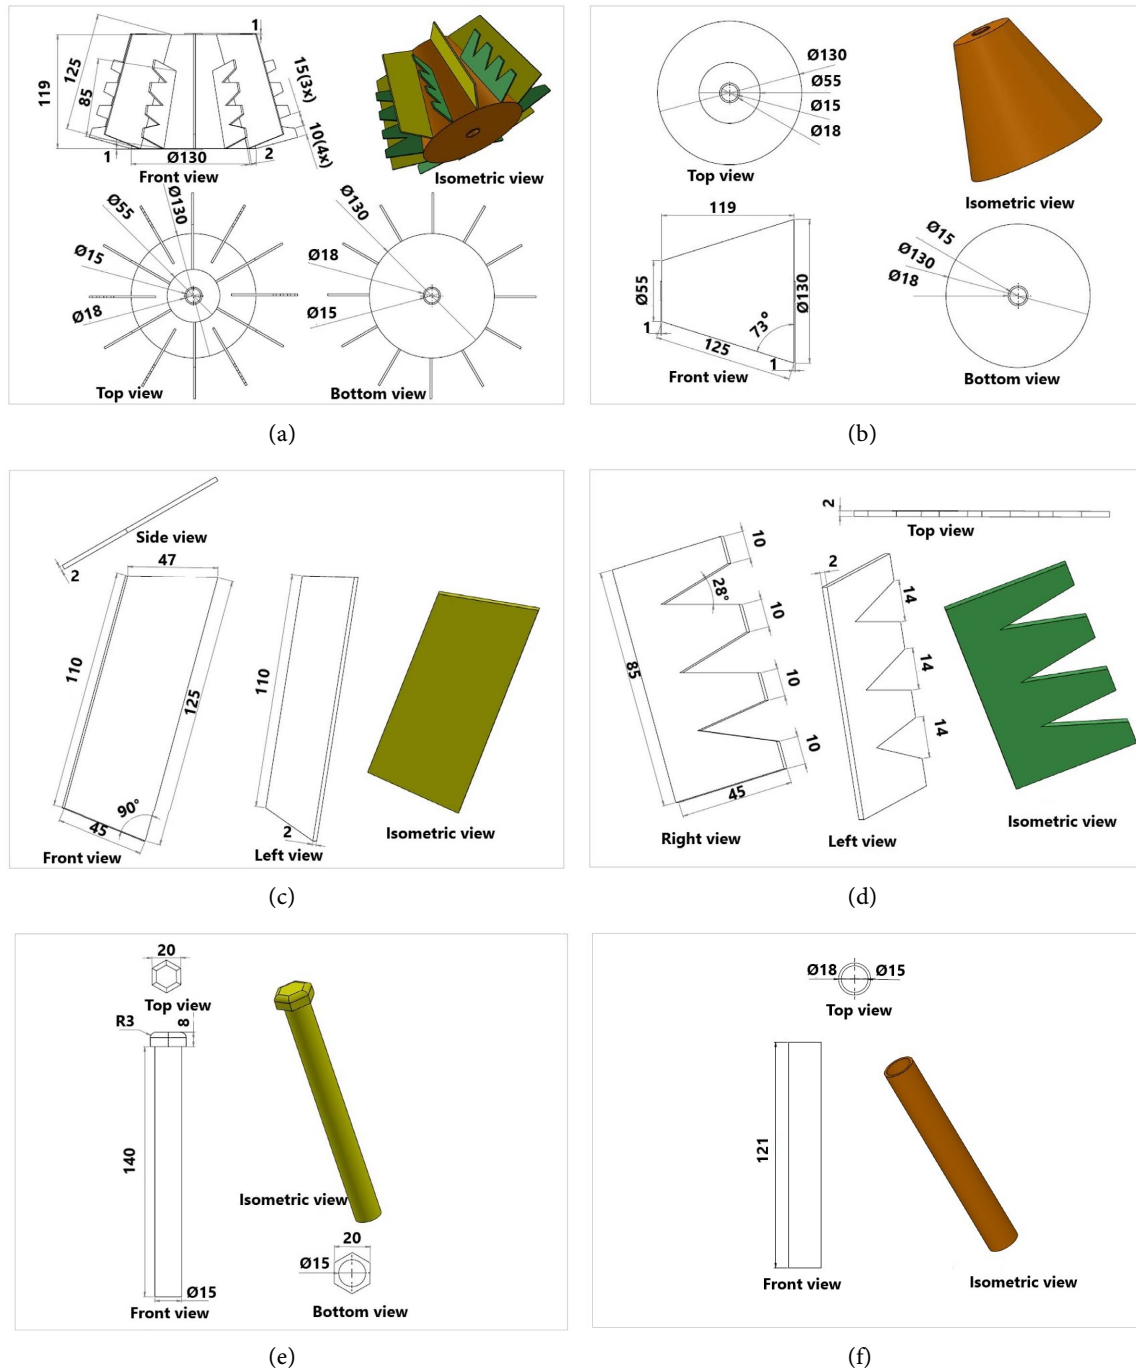 1
119
125
85
15(3x)
10(4x)
1
Ø130
2
Front view
Isometric view
Ø55
Ø130
Ø15
Ø18
Top view
Ø130
Ø18
Ø15
Bottom view
(a)
Ø130
Ø55
Ø15
Ø18
Top view
Isometric view
119
Ø55
Ø130
73°
1
125
1
Front view
Ø15
Ø130
Ø18
Bottom view
(b)
Side view
2
47
110
125
90°
45
Front view
110
2
Left view
Isometric view
(c)
2
Top view
10
28°
10
10
10
85
45
Right view
2
14
14
14
Left view
Isometric view
(d)
20
Top view
R3
8
140
Ø15
Front view
Isometric view
20
Ø15
Bottom view
(e)
Ø18
Ø15
Top view
121
Front view
Isometric view
(f)